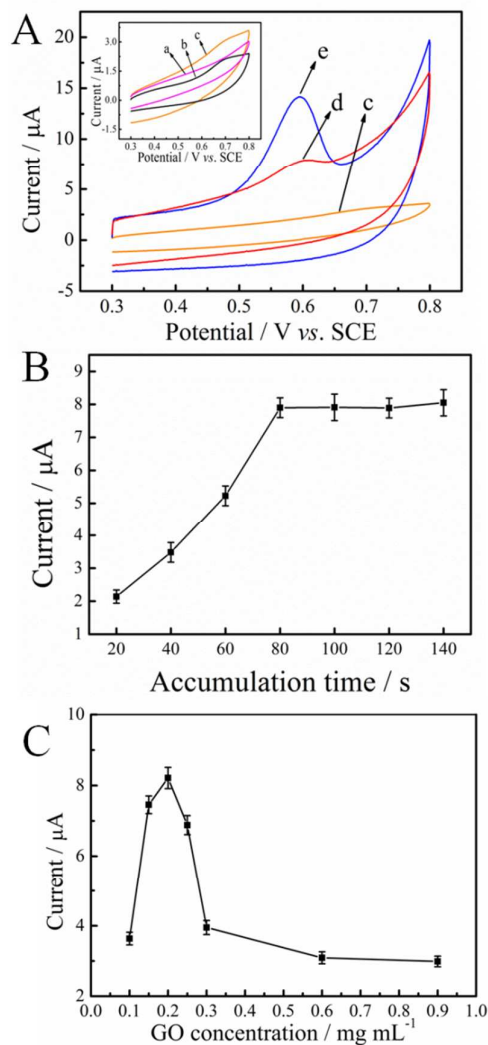 A
Current / µA
20
15
10
5
0
-5
0.3 0.4 0.5 0.6 0.7 0.8
Potential / V vs. SCE
e
d
c
Current / µA
3.0
1.5
0.0
-1.5
0.3 0.4 0.5 0.6 0.7 0.8
Potential / V vs. SCE
a
b
c
B
Current / µA
9
8
7
6
5
4
3
2
1
20 40 60 80 100 120 140
Accumulation time / s
C
Current / µA
10
8
6
4
2
0.0 0.1 0.2 0.3 0.4 0.5 0.6 0.7 0.8 0.9 1.0
GO concentration / mg mL⁻¹